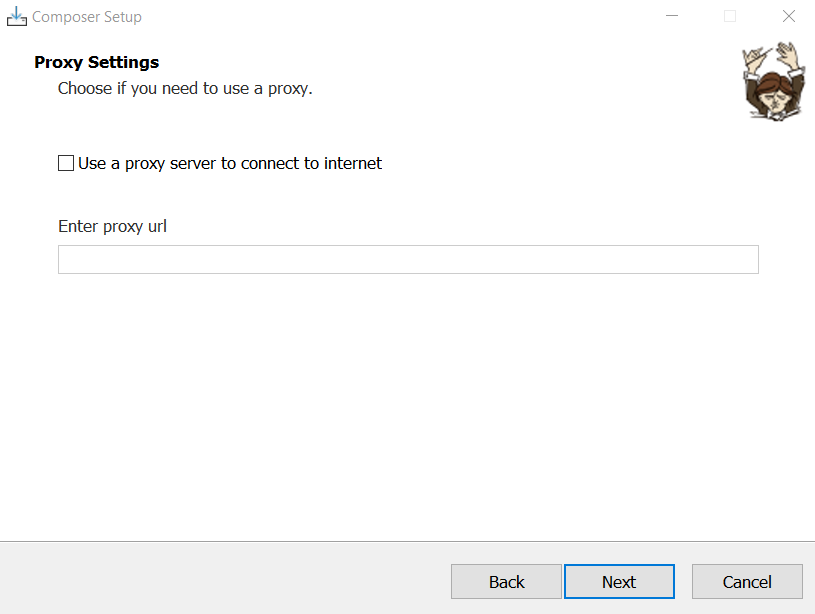 Composer Setup
Proxy Settings
Choose if you need to use a proxy.
Use a proxy server to connect to internet
Enter proxy url
Back
Next
Cancel